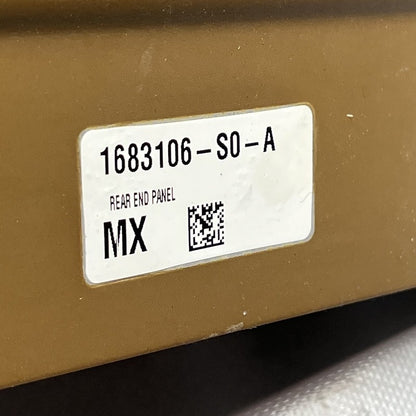 1683106-S0-A
REAR END PANEL
MX